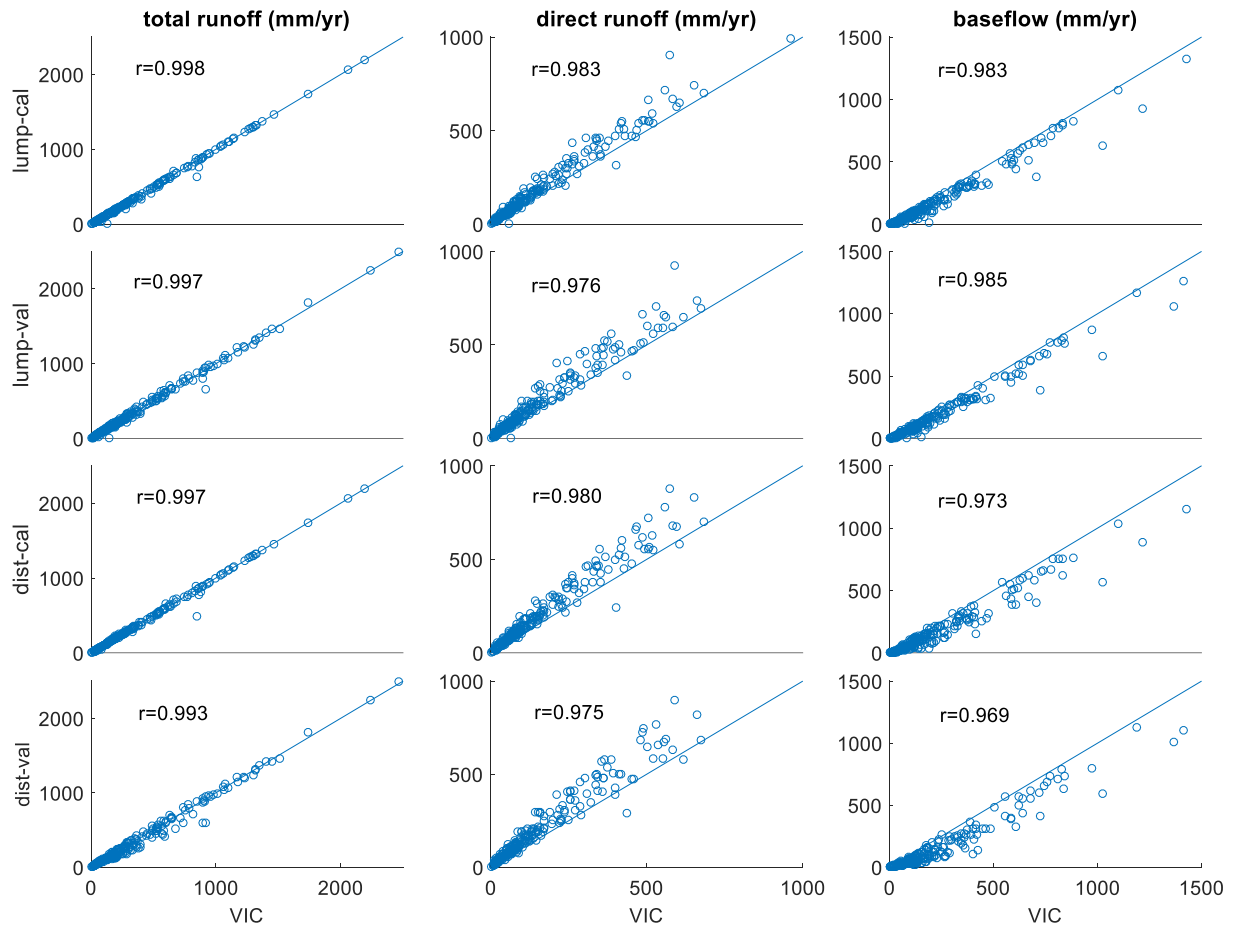 total runoff (mm/yr) direct runoff (mm/yr) baseflow (mm/yr)
lump-cal
2000
1000
0
r=0.998
1000
500
0
r=0.983
1500
1000
500
0
r=0.983
lump-val
2000
1000
0
r=0.997
1000
500
0
r=0.976
1500
1000
500
0
r=0.985
dist-cal
2000
1000
0
r=0.997
1000
500
0
r=0.980
1500
1000
500
0
r=0.973
dist-val
2000
1000
0
r=0.993
1000
500
0
r=0.975
1500
1000
500
0
r=0.969
0 1000 2000 0 500 1000 0 500 1000 1500
VIC VIC VIC